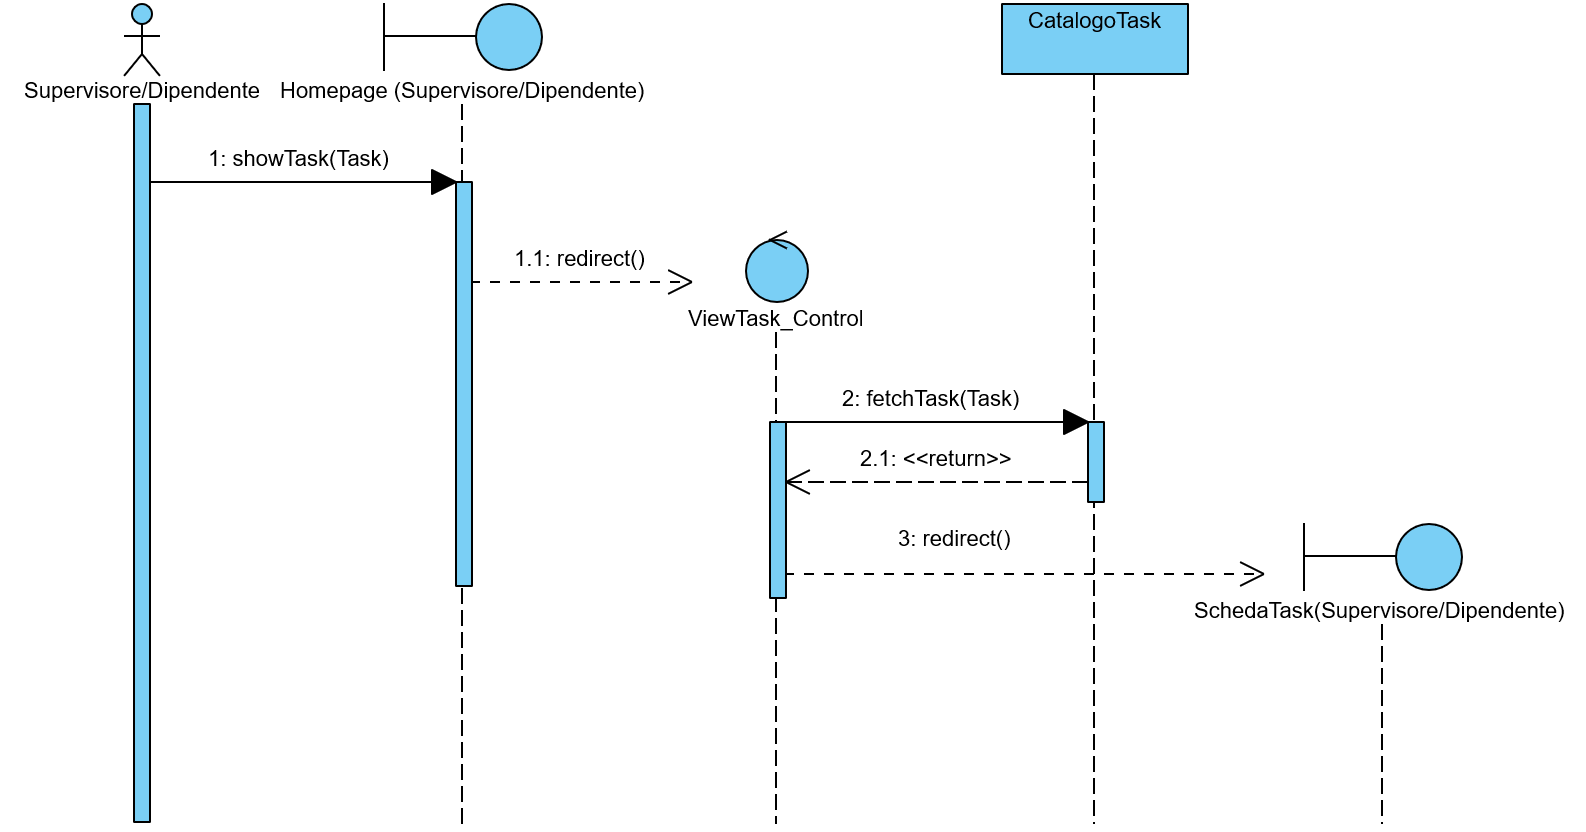 CatalogoTask
Supervisore/Dipendente
Homepage (Supervisore/Dipendente)
1: showTask(Task)
1.1: redirect()
ViewTask_Control
2: fetchTask(Task)
2.1: <<return>>
3: redirect()
SchedaTask(Supervisore/Dipendente)